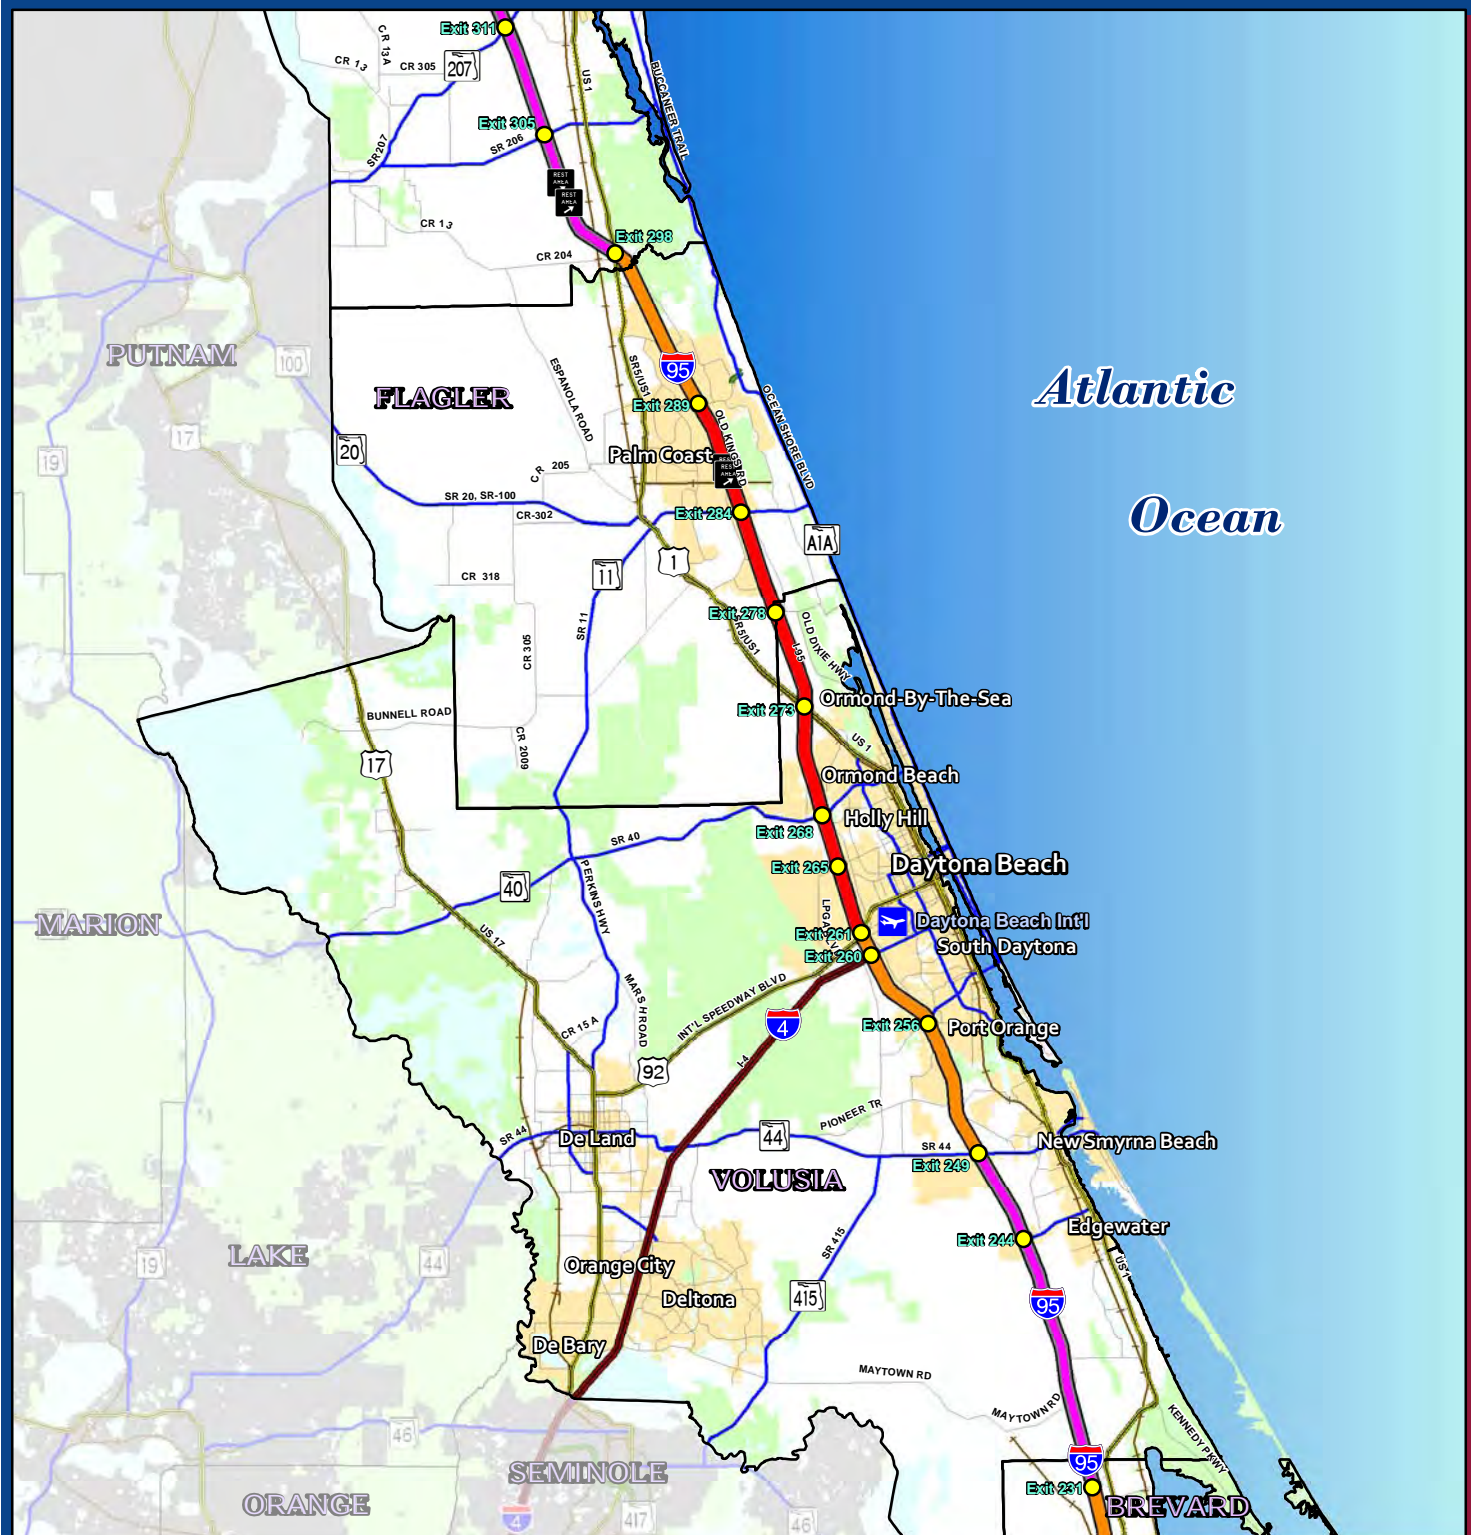 Exit 311
CR 13A
CR 13
CR 305
207
US 1
BUCCANEER TRAIL
Exit 305
SR 206
SR207
REST
AREA
REST
AREA
CR 13
CR 204
Exit 298
PUTNAM
100
FLAGLER
ESPANOLA ROAD
SR5/US1
95
Exit 289
OLD KINGS RD
OCEAN SHORE BLVD
Atlantic
Ocean
17
19
20
Palm Coast
REST
AREA
CR 205
SR 20, SR-100
CR-302
Exit 284
A1A
1
11
CR 318
Exit 278
SR5/US1
I-95
OLD DIXIE HWY
SR 11
CR 305
Ormond-By-The-Sea
Exit 273
BUNNELL ROAD
CR 2009
US 1
17
Ormond Beach
Holly Hill
Exit 268
SR 40
Exit 265
Daytona Beach
40
PERKINS HWY
MARION
US 17
Daytona Beach Int'l
Exit 261
South Daytona
Exit 260
MARSH ROAD
INT'L SPEEDWAY BLVD
4
CR 15 A
Exit 256
Port Orange
I-4
92
PIONEER TR
SR 44
De Land
44
SR 44
New Smyrna Beach
Exit 249
VOLUSIA
Edgewater
Exit 244
SR 415
US 1
LAKE
19
44
Orange City
Deltona
415
95
De Bary
MAYTOWN RD
MAYTOWN RD
KENNEDY PKWY
46
SEMINOLE
95
Exit 231
BREVARD
ORANGE
4
417
46